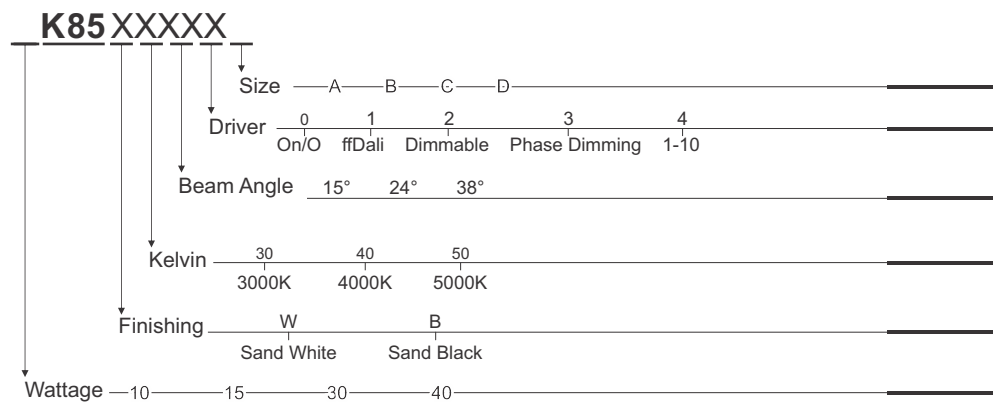 K85XXXXX
Size A B C D
Driver 0 1 2 3 4
On/O ffDali Dimmable Phase Dimming 1-10
Beam Angle 15° 24° 38°
Kelvin 30 40 50
3000K 4000K 5000K
Finishing W B
Sand White Sand Black
Wattage 10 15 30 40